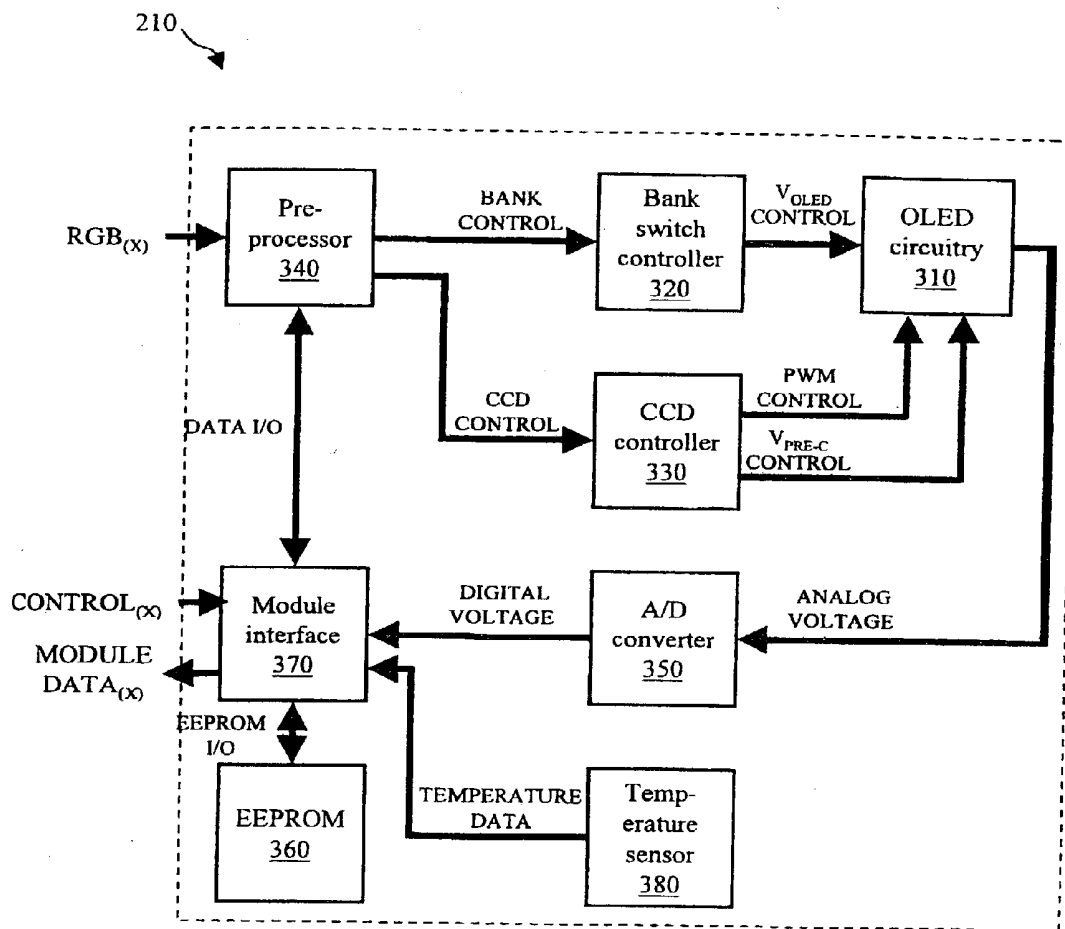 210
RGB(X)
Pre-
processor
340
BANK
CONTROL
Bank
switch
controller
320
VOLED
CONTROL
OLED
circuitry
310
DATA I/O
CCD
CONTROL
CCD
controller
330
PWM
CONTROL
VPRE-C
CONTROL
CONTROL(X)
MODULE
DATA(X)
Module
interface
370
DIGITAL
VOLTAGE
A/D
converter
350
ANALOG
VOLTAGE
EEPROM
I/O
EEPROM
360
TEMPERATURE
DATA
Temp-
erature
sensor
380